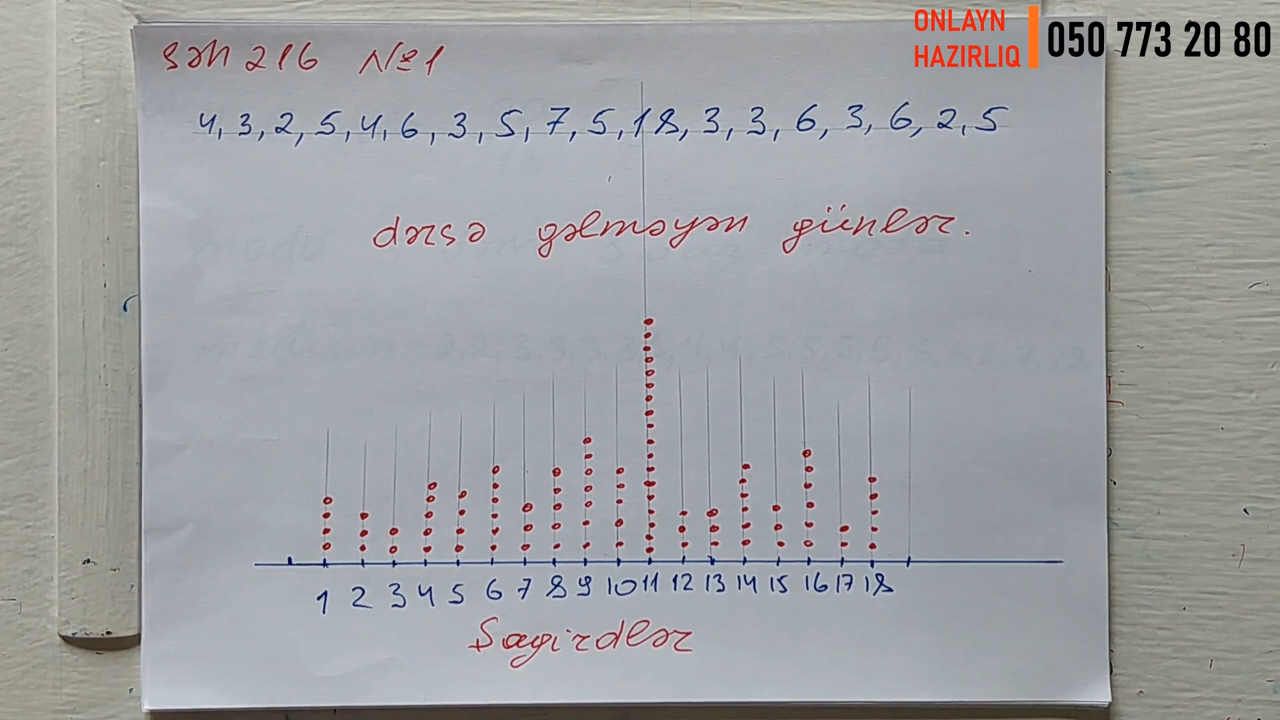 ONLAYN
HAZIRLIQ
050 773 20 80
səh 216 №1
4, 3, 2, 5, 4, 6, 3, 5, 7, 5, 18, 3, 3, 6, 3, 6, 2, 5
dərsə gəlməyən günlər.
1 2 3 4 5 6 7 8 9 10 11 12 13 14 15 16 17 18
Şagirdlər